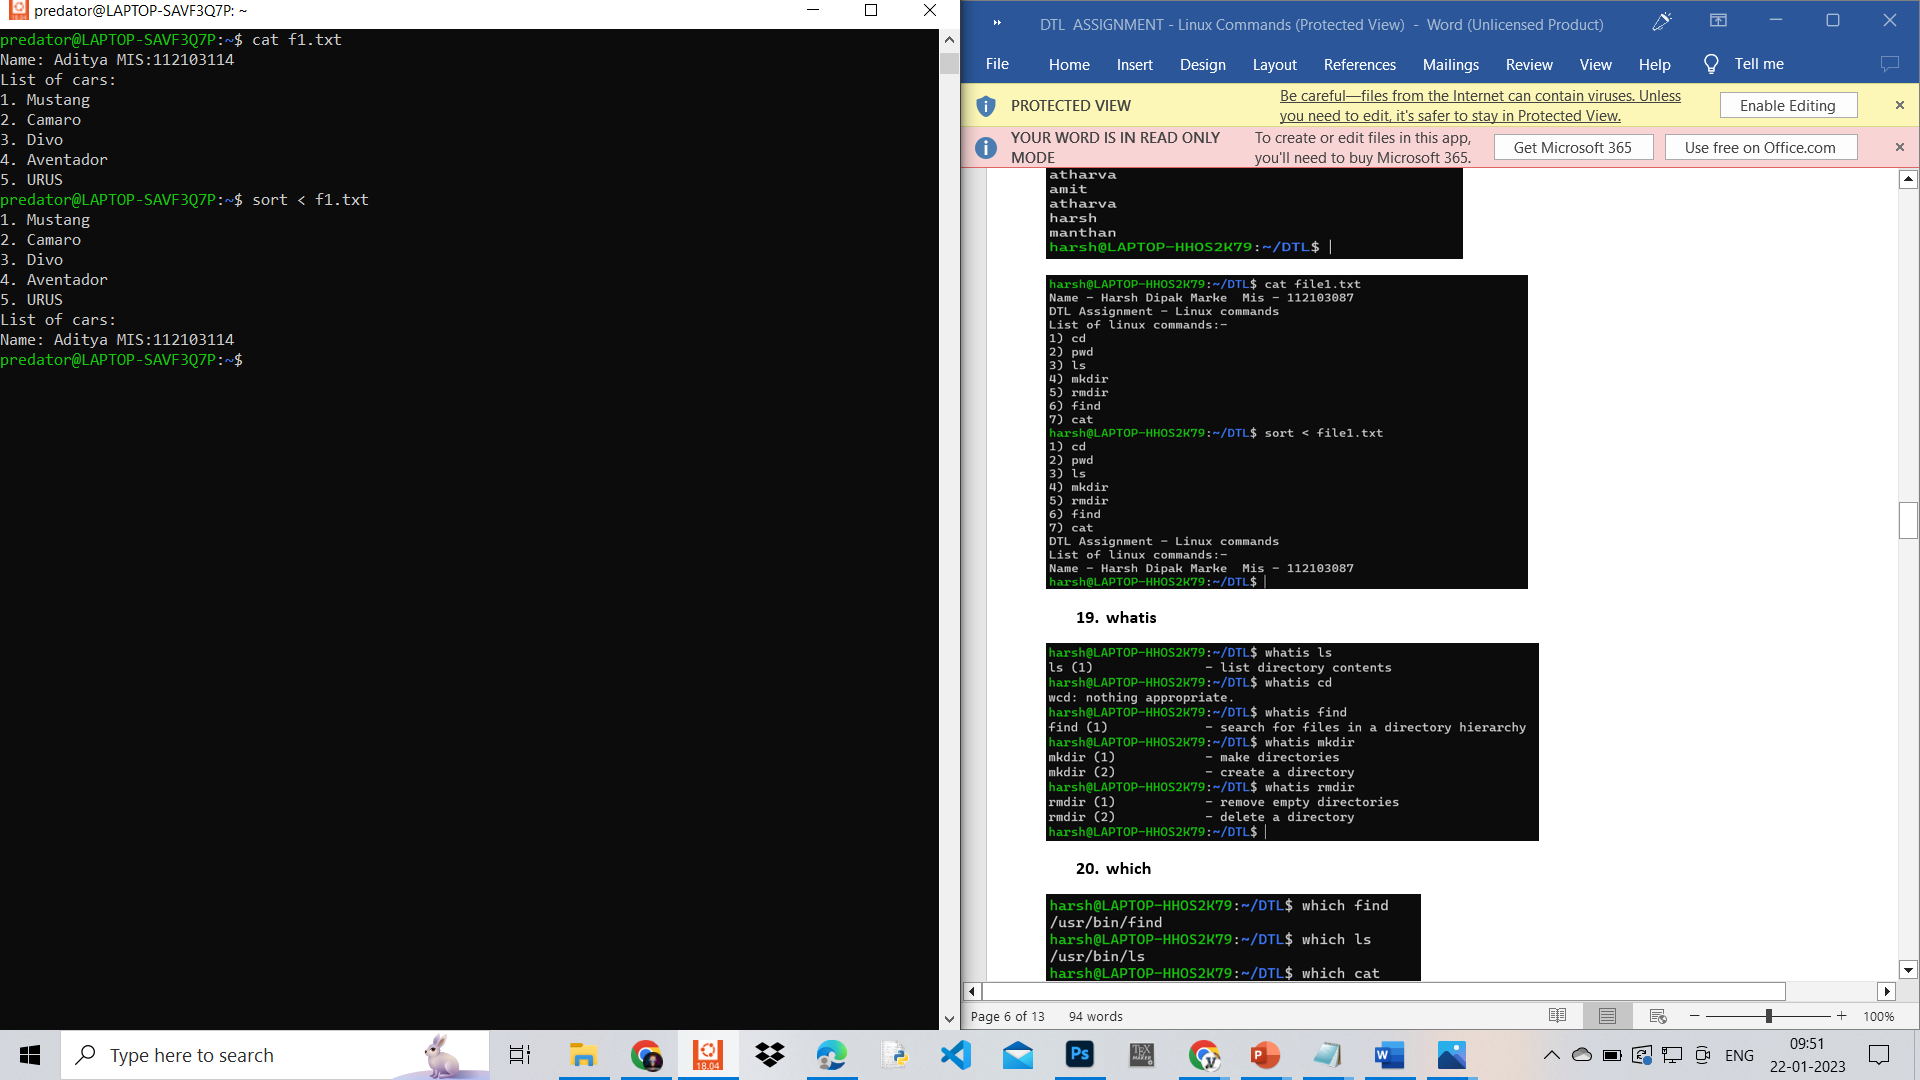 predator@LAPTOP-SAVF3Q7P: ~
predator@LAPTOP-SAVF3Q7P:~$ cat f1.txt
Name: Aditya MIS:112103114
List of cars:
1. Mustang
2. Camaro
3. Divo
4. Aventador
5. URUS
predator@LAPTOP-SAVF3Q7P:~$ sort < f1.txt
1. Mustang
2. Camaro
3. Divo
4. Aventador
5. URUS
List of cars:
Name: Aditya MIS:112103114
predator@LAPTOP-SAVF3Q7P:~$
DTL ASSIGNMENT - Linux Commands (Protected View) - Word (Unlicensed Product)
File Home Insert Design Layout References Mailings Review View Help Tell me
PROTECTED VIEW
Be careful—files from the Internet can contain viruses. Unless
you need to edit, it's safer to stay in Protected View.
Enable Editing
YOUR WORD IS IN READ ONLY
MODE
To create or edit files in this app,
you'll need to buy Microsoft 365.
Get Microsoft 365
Use free on Office.com
atharva
amit
atharva
harsh
manthan
harsh@LAPTOP-HHOS2K79:~/DTL$
harsh@LAPTOP-HHOS2K79:~/DTL$ cat file1.txt
Name - Harsh Dipak Marke Mis - 112103087
DTL Assignment - Linux commands
List of linux commands:-
1) cd
2) pwd
3) ls
4) mkdir
5) rmdir
6) find
7) cat
harsh@LAPTOP-HHOS2K79:~/DTL$ sort < file1.txt
1) cd
2) pwd
3) ls
4) mkdir
5) rmdir
6) find
7) cat
DTL Assignment - Linux commands
List of linux commands:-
Name - Harsh Dipak Marke Mis - 112103087
harsh@LAPTOP-HHOS2K79:~/DTL$
19. whatis
harsh@LAPTOP-HHOS2K79:~/DTL$ whatis ls
ls (1) - list directory contents
harsh@LAPTOP-HHOS2K79:~/DTL$ whatis cd
wcd: nothing appropriate.
harsh@LAPTOP-HHOS2K79:~/DTL$ whatis find
find (1) - search for files in a directory hierarchy
harsh@LAPTOP-HHOS2K79:~/DTL$ whatis mkdir
mkdir (1) - make directories
mkdir (2) - create a directory
harsh@LAPTOP-HHOS2K79:~/DTL$ whatis rmdir
rmdir (1) - remove empty directories
rmdir (2) - delete a directory
harsh@LAPTOP-HHOS2K79:~/DTL$
20. which
harsh@LAPTOP-HHOS2K79:~/DTL$ which find
/usr/bin/find
harsh@LAPTOP-HHOS2K79:~/DTL$ which ls
/usr/bin/ls
harsh@LAPTOP-HHOS2K79:~/DTL$ which cat
Page 6 of 13 94 words
100%
Type here to search
18.04
Ps
ENG
09:51
22-01-2023